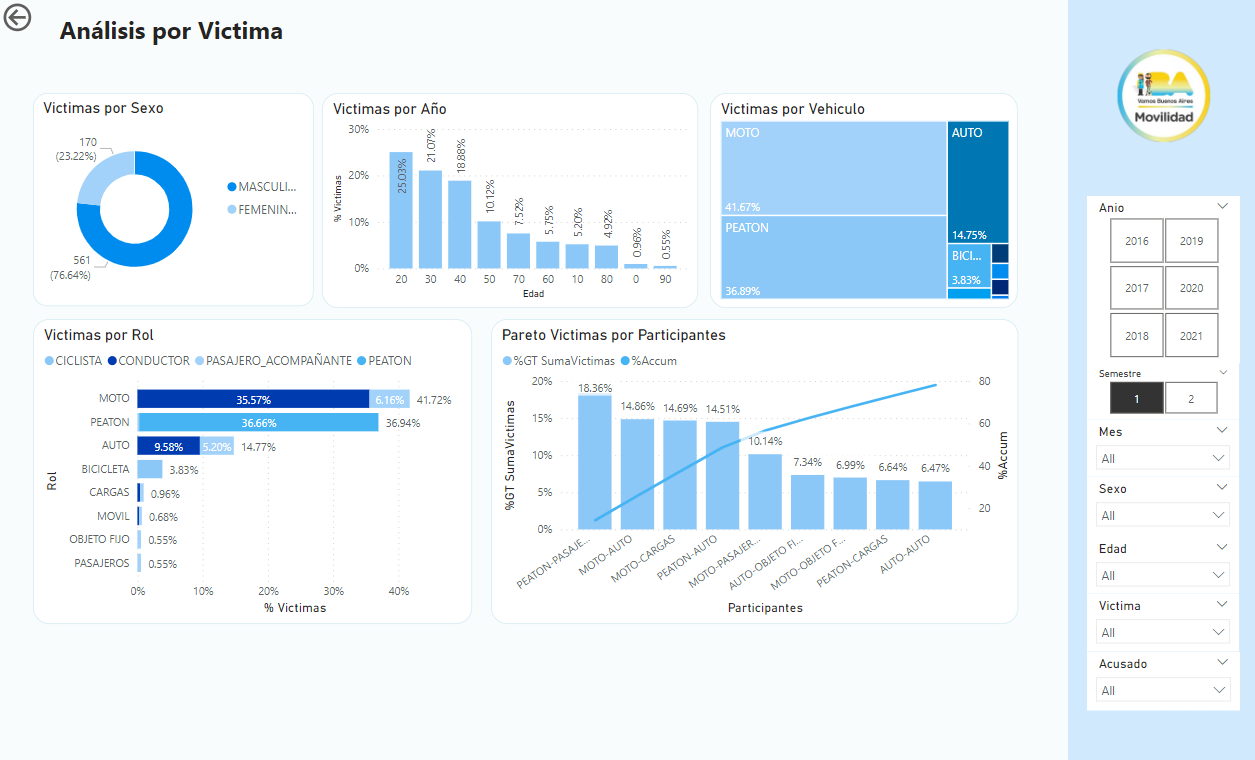 Análisis por Victima
Victimas por Sexo
170
(23.22%)
561
(76.64%)
MASCULI...
FEMENIN...
Victimas por Año
% Victimas
30%
20%
10%
0%
25.03%
21.07%
18.88%
10.12%
7.52%
5.75%
5.20%
4.92%
0.96%
0.55%
20 30 40 50 70 60 10 80 0 90
Edad
Victimas por Vehiculo
MOTO
41.67%
PEATON
36.89%
AUTO
14.75%
BICI...
3.83%
Victimas por Rol
CICLISTA CONDUCTOR PASAJERO_ACOMPAÑANTE PEATON
Rol
MOTO 35.57% 6.16% 41.72%
PEATON 36.66% 36.94%
AUTO 9.58% 5.20% 14.77%
BICICLETA 3.83%
CARGAS 0.96%
MOVIL 0.68%
OBJETO FIJO 0.55%
PASAJEROS 0.55%
0% 10% 20% 30% 40%
% Victimas
Pareto Victimas por Participantes
%GT SumaVictimas %Accum
%GT SumaVictimas
20%
15%
10%
5%
0%
18.36%
14.86%
14.69%
14.51%
10.14%
7.34%
6.99%
6.64%
6.47%
80
60
40
20
%Accum
PEATON-PASAJE...
MOTO-AUTO
MOTO-CARGAS
PEATON-AUTO
MOTO-PASAJER...
AUTO-OBJETO FI...
MOTO-OBJETO F...
PEATON-CARGAS
AUTO-AUTO
Participantes
BA
Vamos Buenos Aires
Movilidad
Anio
2016 2019
2017 2020
2018 2021
Semestre
1 2
Mes
All
Sexo
All
Edad
All
Victima
All
Acusado
All